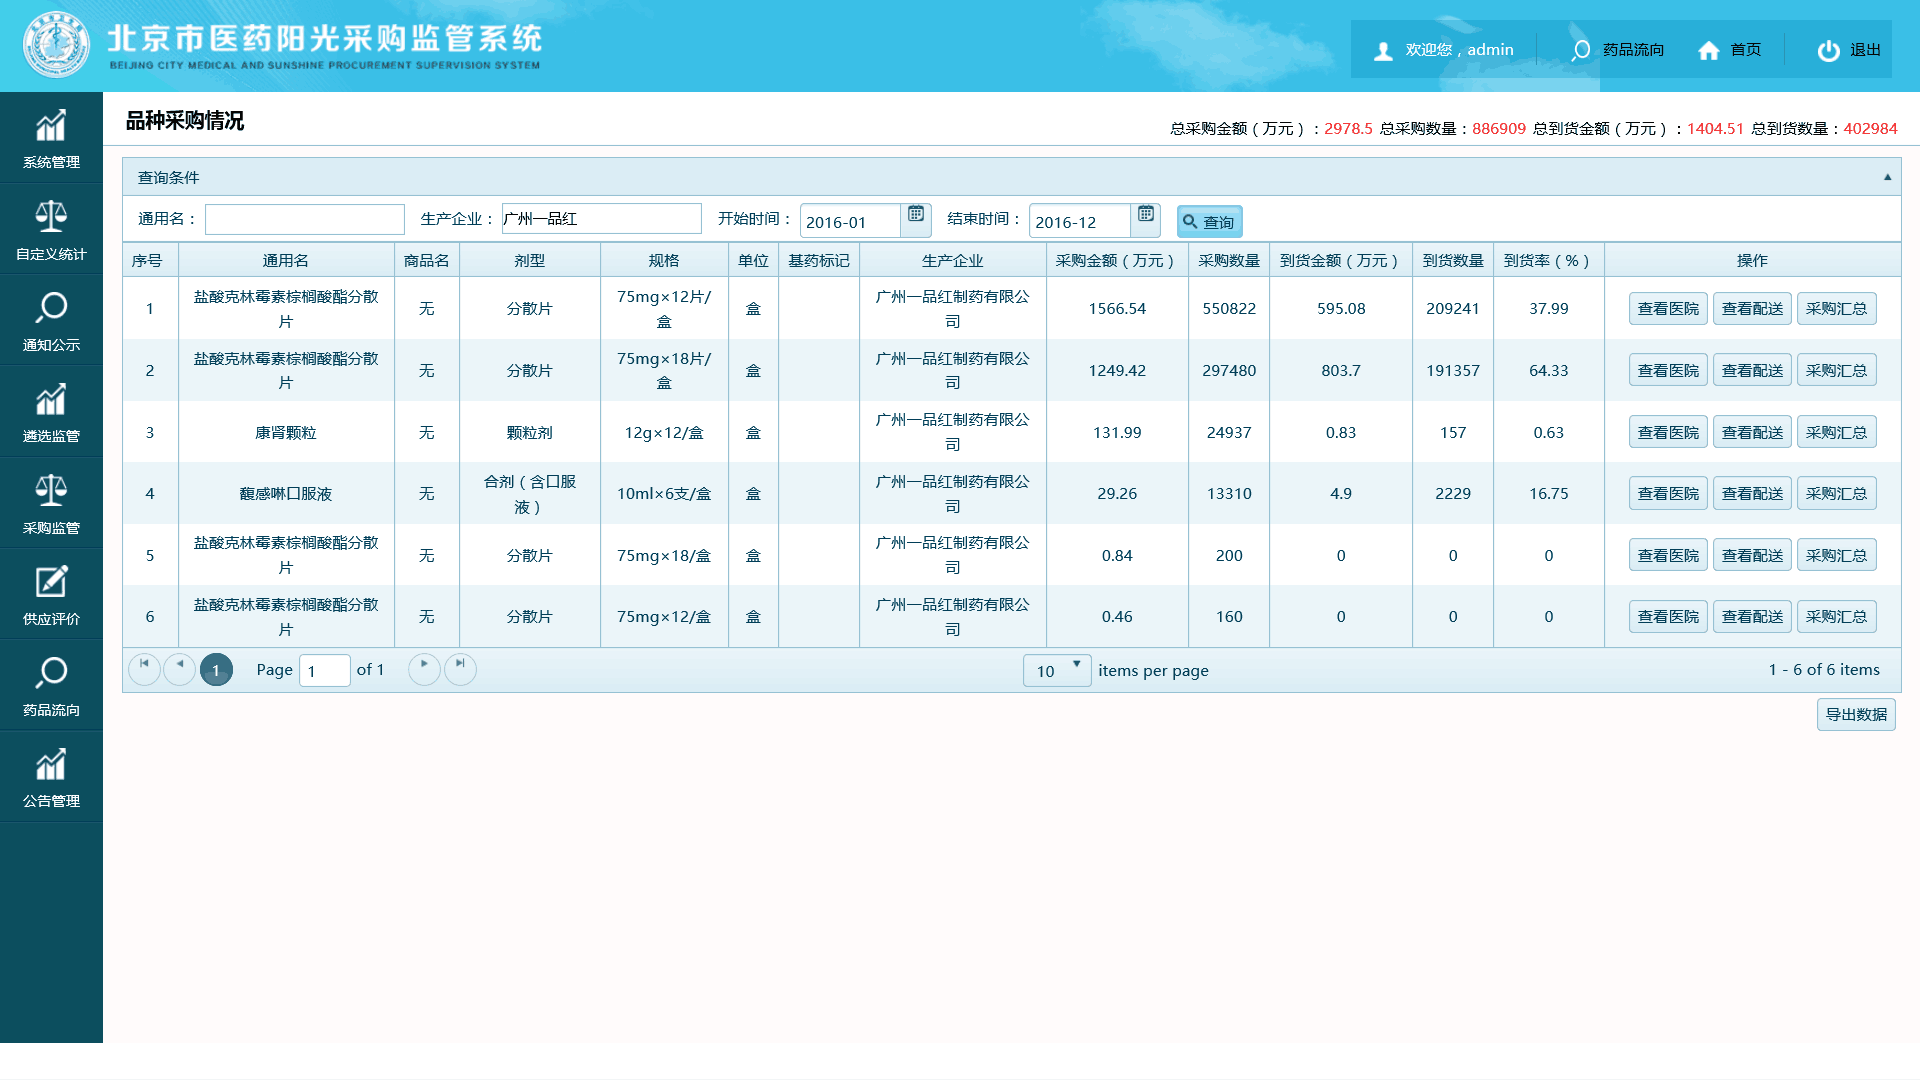 北京市医药阳光采购监管系统
BEIJING CITY MEDICAL AND SUNSHINE PROCUREMENT SUPERVISION SYSTEM
欢迎您，admin 药品流向 首页 退出
系统管理
自定义统计
通知公示
遴选监管
采购监管
供应评价
药品流向
公告管理
品种采购情况
总采购金额（万元）：2978.5 总采购数量：886909 总到货金额（万元）：1404.51 总到货数量：402984
查询条件
通用名： 生产企业：广州一品红 开始时间：2016-01 结束时间：2016-12 查询
序号 通用名 商品名 剂型 规格 单位 基药标记 生产企业 采购金额（万元） 采购数量 到货金额（万元） 到货数量 到货率（%） 操作
1 盐酸克林霉素棕榈酸酯分散片 无 分散片 75mg×12片/盒 盒 广州一品红制药有限公司 1566.54 550822 595.08 209241 37.99 查看医院 查看配送 采购汇总
2 盐酸克林霉素棕榈酸酯分散片 无 分散片 75mg×18片/盒 盒 广州一品红制药有限公司 1249.42 297480 803.7 191357 64.33 查看医院 查看配送 采购汇总
3 康肾颗粒 无 颗粒剂 12g×12/盒 盒 广州一品红制药有限公司 131.99 24937 0.83 157 0.63 查看医院 查看配送 采购汇总
4 馥感啉口服液 无 合剂（含口服液） 10ml×6支/盒 盒 广州一品红制药有限公司 29.26 13310 4.9 2229 16.75 查看医院 查看配送 采购汇总
5 盐酸克林霉素棕榈酸酯分散片 无 分散片 75mg×18/盒 盒 广州一品红制药有限公司 0.84 200 0 0 0 查看医院 查看配送 采购汇总
6 盐酸克林霉素棕榈酸酯分散片 无 分散片 75mg×12/盒 盒 广州一品红制药有限公司 0.46 160 0 0 0 查看医院 查看配送 采购汇总
1 Page 1 of 1 10 items per page 1 - 6 of 6 items
导出数据